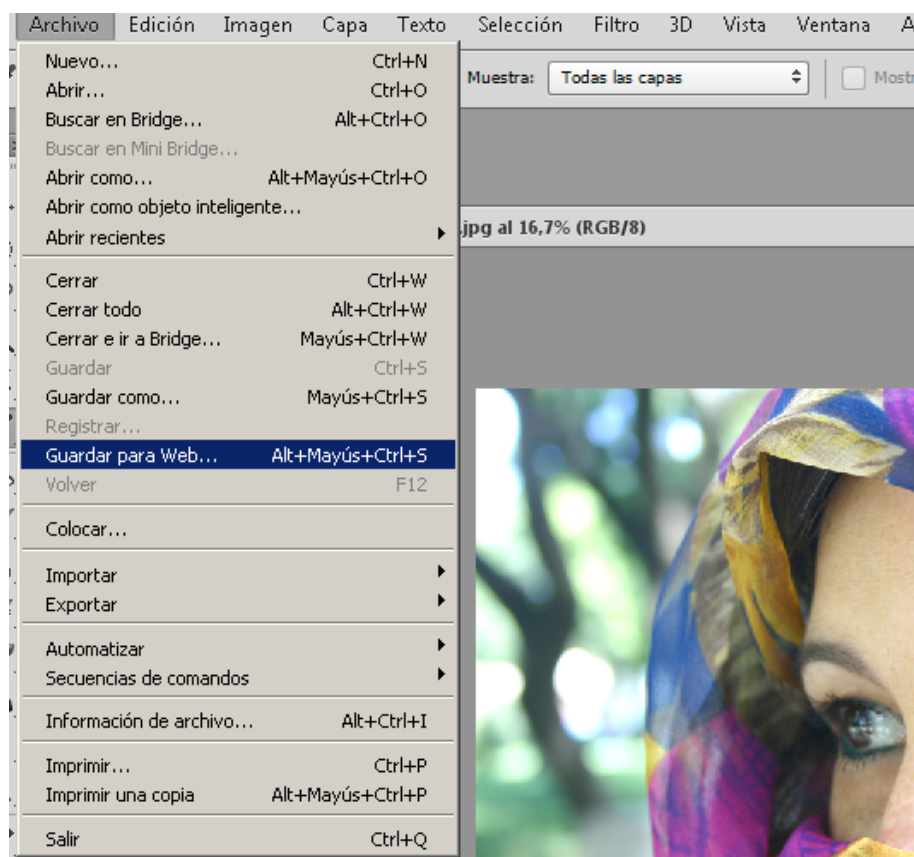 Archivo Edición Imagen Capa Texto Selección Filtro 3D Vista Ventana
Muestra: Todas las capas
.jpg al 16,7% (RGB/8)
Nuevo... Ctrl+N
Abrir... Ctrl+O
Buscar en Bridge... Alt+Ctrl+O
Buscar en Mini Bridge...
Abrir como... Alt+Mayús+Ctrl+O
Abrir como objeto inteligente...
Abrir recientes
Cerrar Ctrl+W
Cerrar todo Alt+Ctrl+W
Cerrar e ir a Bridge... Mayús+Ctrl+W
Guardar Ctrl+S
Guardar como... Mayús+Ctrl+S
Registrar...
Guardar para Web... Alt+Mayús+Ctrl+S
Volver F12
Colocar...
Importar
Exportar
Automatizar
Secuencias de comandos
Información de archivo... Alt+Ctrl+I
Imprimir... Ctrl+P
Imprimir una copia Alt+Mayús+Ctrl+P
Salir Ctrl+Q